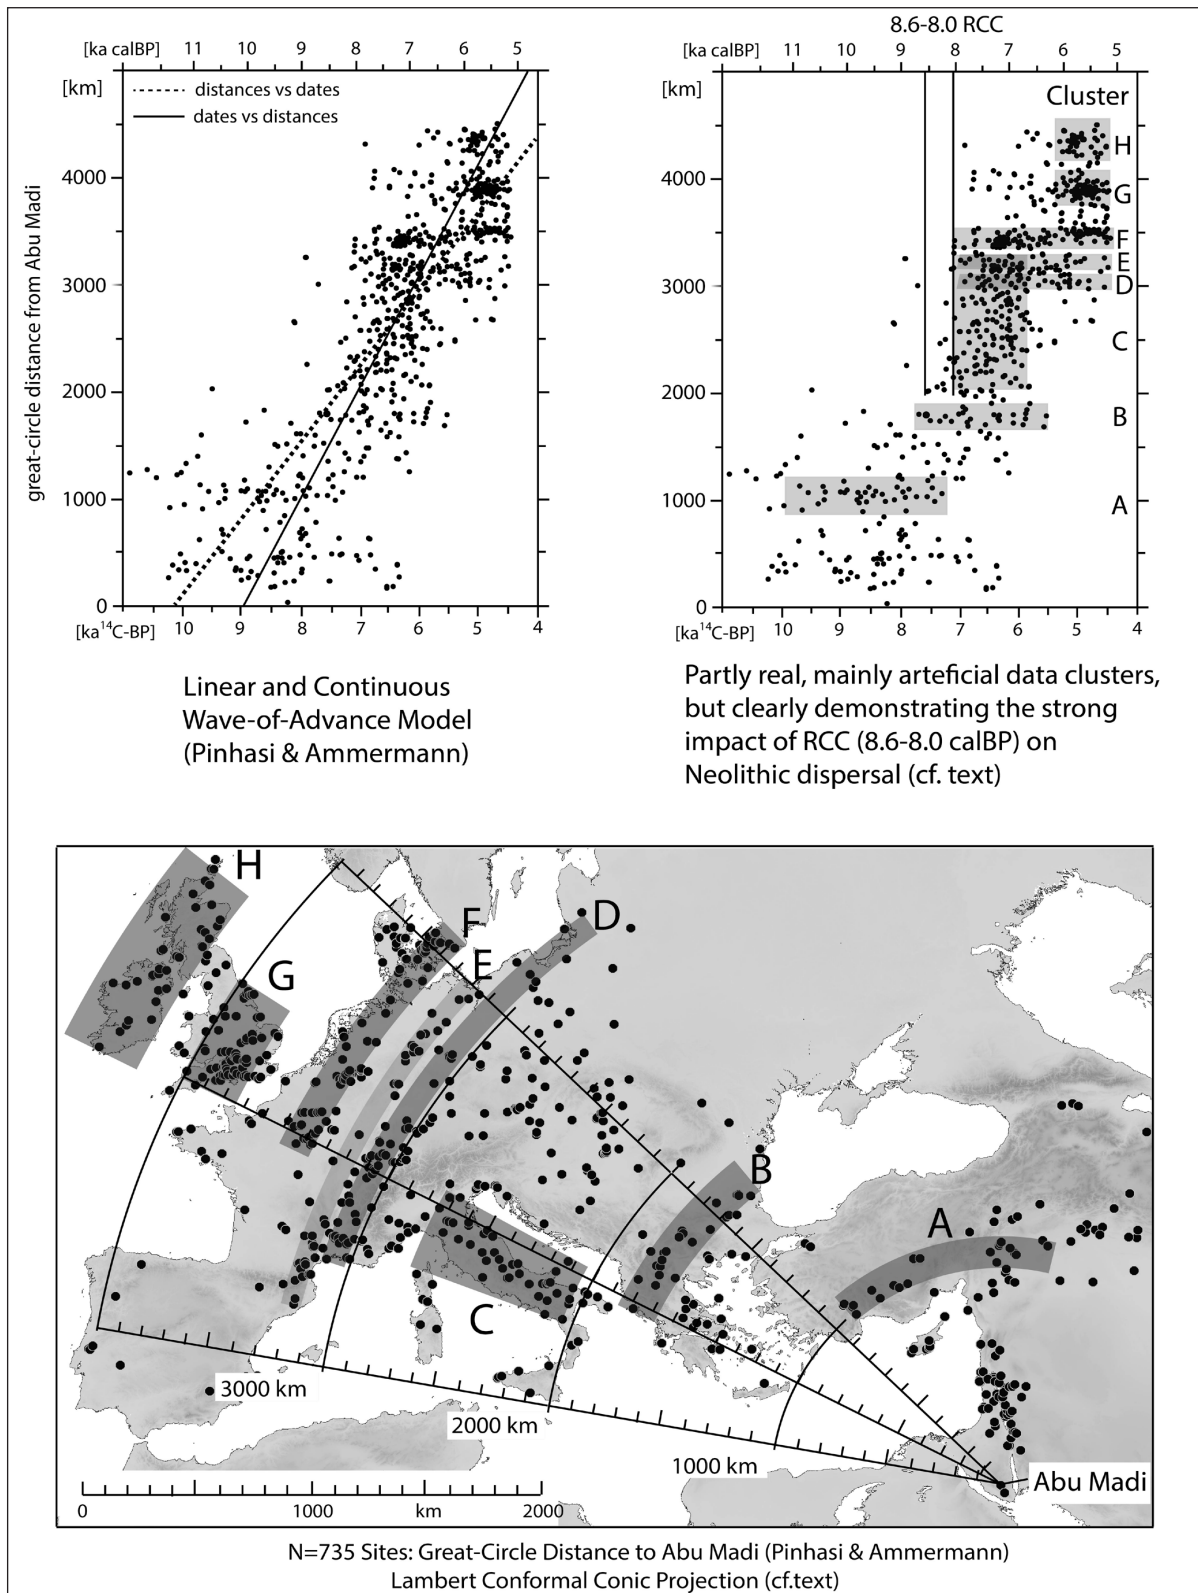 8.6-8.0 RCC
[ka calBP] 11 10 9 8 7 6 5
[km]
distances vs dates
dates vs distances
4000
3000
2000
1000
0
great-circle distance from Abu Madi
[ka14C-BP] 10 9 8 7 6 5 4
[ka calBP] 11 10 9 8 7 6 5
[km]
Cluster
H
G
F
E
D
C
B
A
4000
3000
2000
1000
0
[ka14C-BP] 10 9 8 7 6 5 4
Linear and Continuous
Wave-of-Advance Model
(Pinhasi & Ammermann)
Partly real, mainly arteficial data clusters,
but clearly demonstrating the strong
impact of RCC (8.6-8.0 calBP) on
Neolithic dispersal (cf. text)
H
G
F
E
D
C
B
A
3000 km
2000 km
1000 km
Abu Madi
0 1000 km 2000
N=735 Sites: Great-Circle Distance to Abu Madi (Pinhasi & Ammermann)
Lambert Conformal Conic Projection (cf.text)